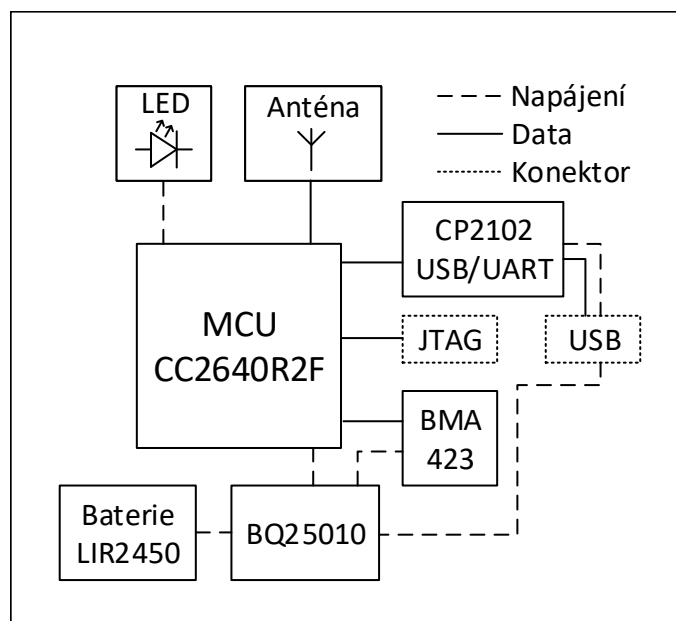 LED
Anténa
Napájení
Data
Konektor
CP2102
USB/UART
MCU
CC2640R2F
JTAG
USB
BMA
423
Baterie
LIR2450
BQ25010